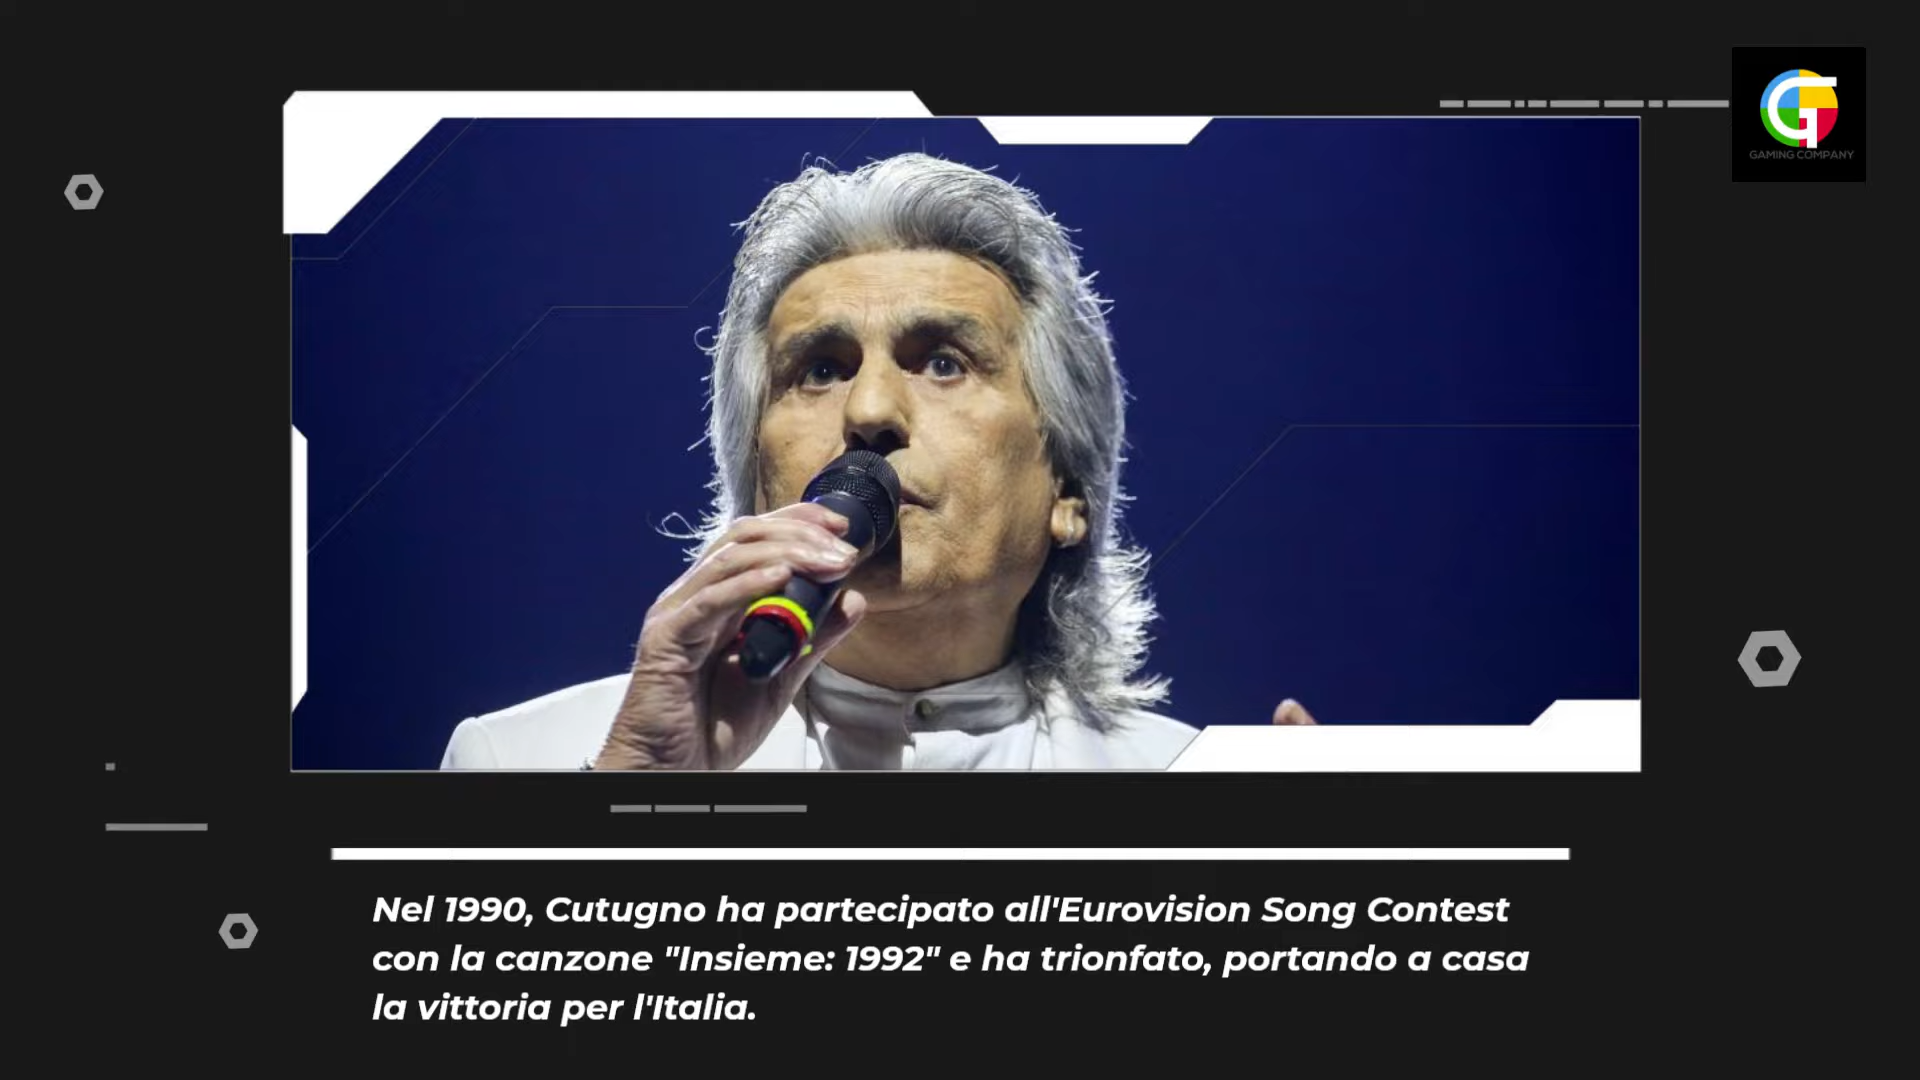 GAMING COMPANY
Nel 1990, Cutugno ha partecipato all'Eurovision Song Contest
con la canzone "Insieme: 1992" e ha trionfato, portando a casa
la vittoria per l'Italia.